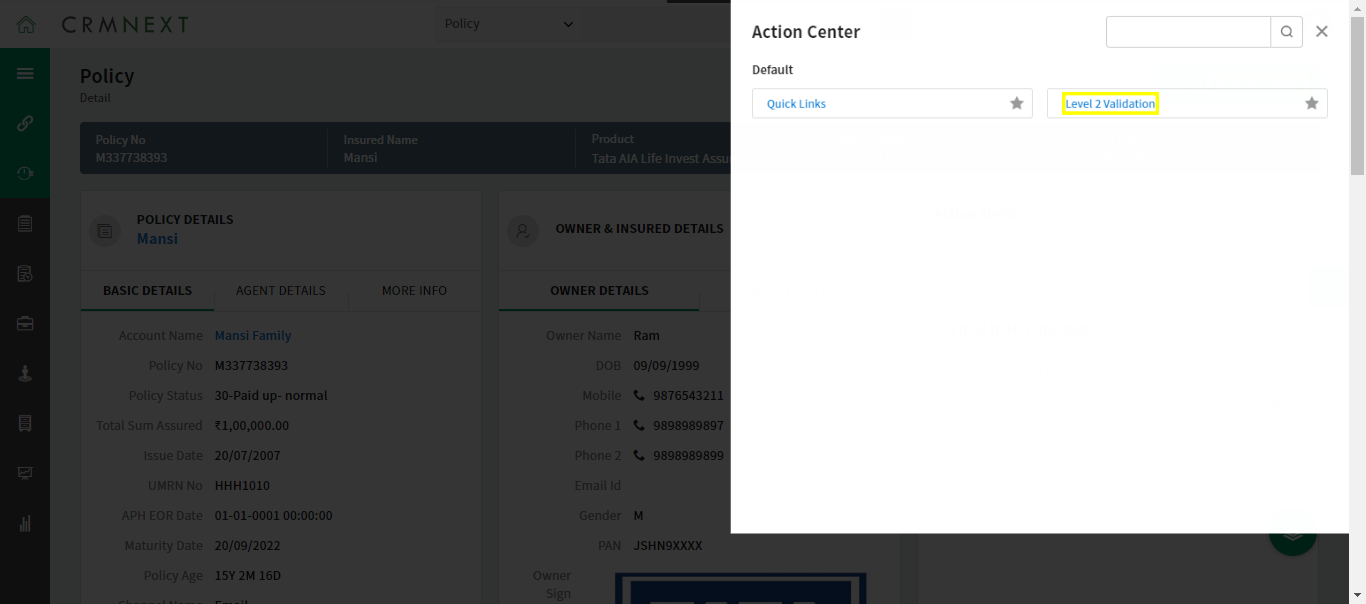 CRMNEXT
Policy
Action Center
Default
Quick Links
Level 2 Validation
Policy
Detail
Policy No
M337738393
Insured Name
Mansi
Product
Tata AIA Life Invest Assu
POLICY DETAILS
Mansi
BASIC DETAILS
AGENT DETAILS
MORE INFO
Account Name Mansi Family
Policy No M337738393
Policy Status 30-Paid up- normal
Total Sum Assured ₹1,00,000.00
Issue Date 20/07/2007
UMRN No HHH1010
APH EOR Date 01-01-0001 00:00:00
Maturity Date 20/09/2022
Policy Age 15Y 2M 16D
Channel Name Email
OWNER & INSURED DETAILS
OWNER DETAILS
Owner Name Ram
DOB 09/09/1999
Mobile 9876543211
Phone 1 9898989897
Phone 2 9898989899
Email Id
Gender M
PAN JSHN9XXXX
Owner
Sign